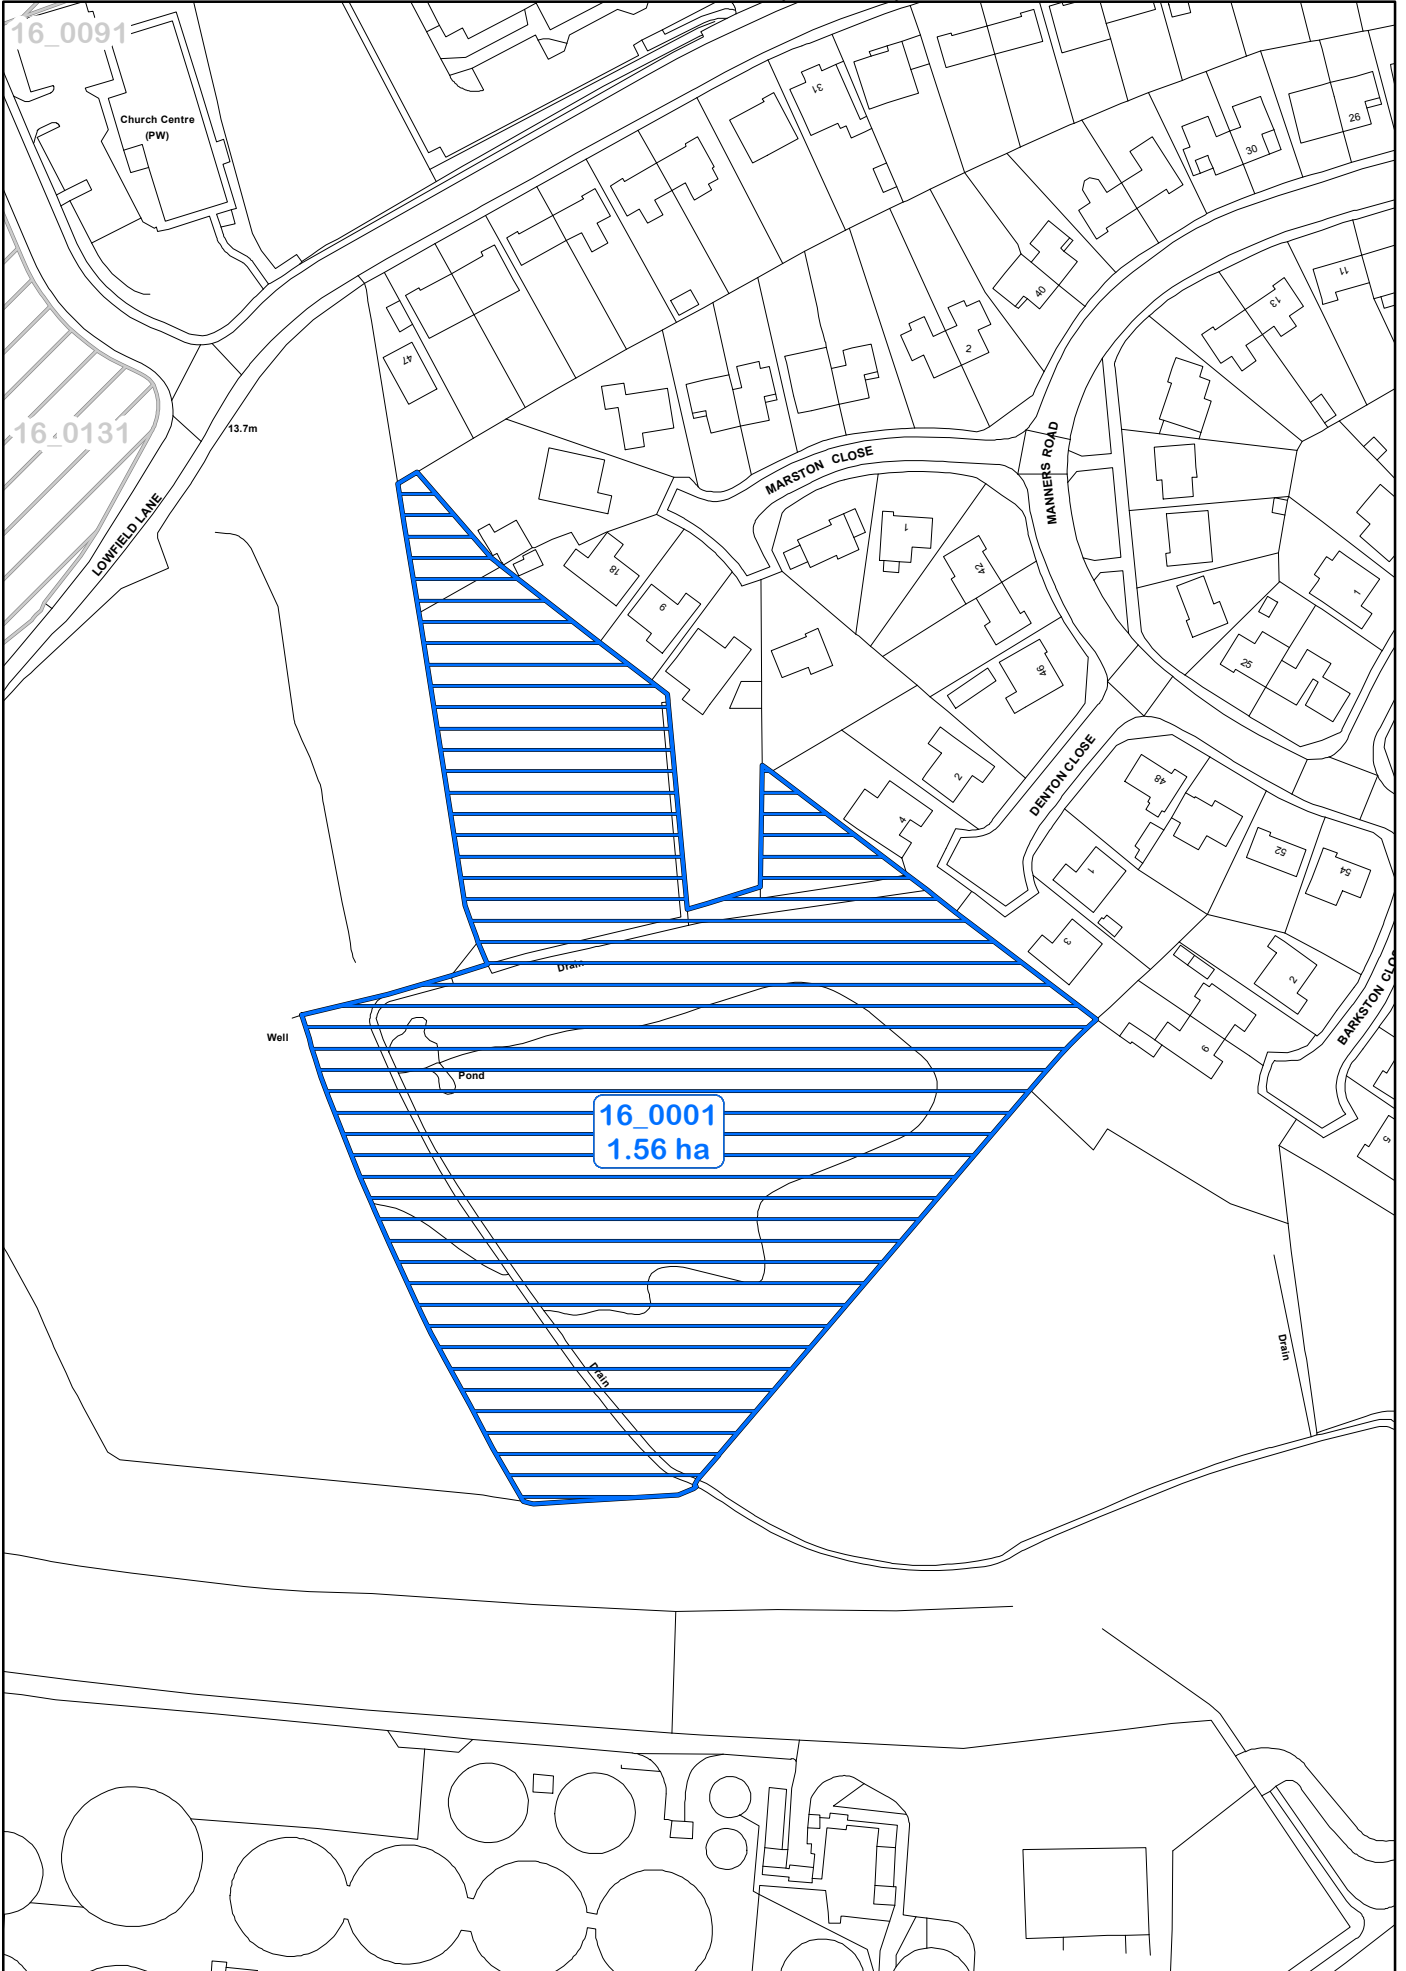 16_0091
Church Centre
(PW)
31
26
30
40
11
13
2
47
16_0131
13.7m
MARSTON CLOSE
MANNERS ROAD
LOWFIELD LANE
1
42
18
9
1
25
46
DENTON CLOSE
2
48
4
52
54
1
3
2
BARKSTON CLO
Drain
Well
6
Pond
16_0001
1.56 ha
5
Drain
Drain